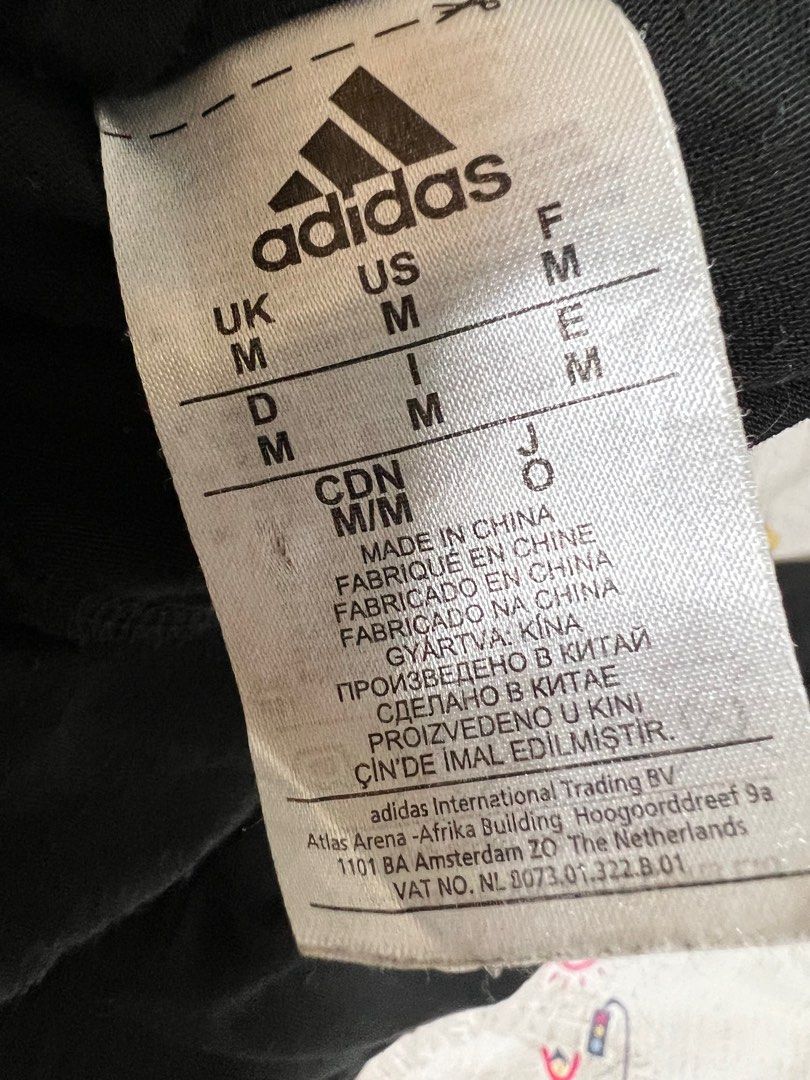 adidas
UK US F
M M M
D I E
M M M
CDN J
M/M O
MADE IN CHINA
FABRIQUÉ EN CHINE
FABRICADO EN CHINA
FABRICADO NA CHINA
GYÁRTVA: KÍNA
ПРОИЗВЕДЕНО В КИТАЙ
СДЕЛАНО В КИТАЕ
PROIZVEDENO U KINI
ÇİN'DE İMAL EDİLMİŞTİR.
adidas International Trading BV
Atlas Arena -Afrika Building Hoogoorddreef 9a
1101 BA Amsterdam ZO The Netherlands
VAT NO. NL 8073.01.322.B.01